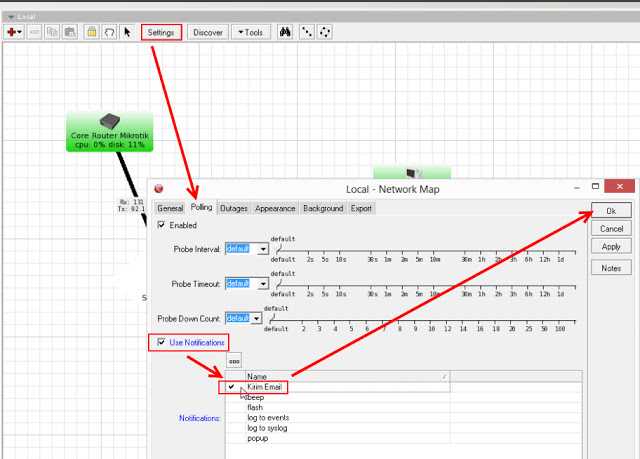 Local
Settings
Discover
Tools
Core Router Mikrotik
cpu: 0% disk: 11%
Rx: 131
Tx: 92.1
S
Local - Network Map
General
Polling
Outages
Appearance
Background
Export
Ok
Cancel
Apply
Notes
Enabled
default
Probe Interval:
default
default 2s 5s 10s 30s 1m 2m 5m 10m 30m 1h 2h 3h 6h 12h 1d
default
Probe Timeout:
default
default 2s 5s 10s 30s 1m 2m 5m 10m 30m 1h 2h 3h 6h 12h 1d
default
Probe Down Count:
default
default 2 3 4 5 6 7 8 9 10 12 14 16 18 20 25 50 100
Use Notifications
Name
Kirim Email
beep
flash
Notifications:
log to events
log to syslog
popup